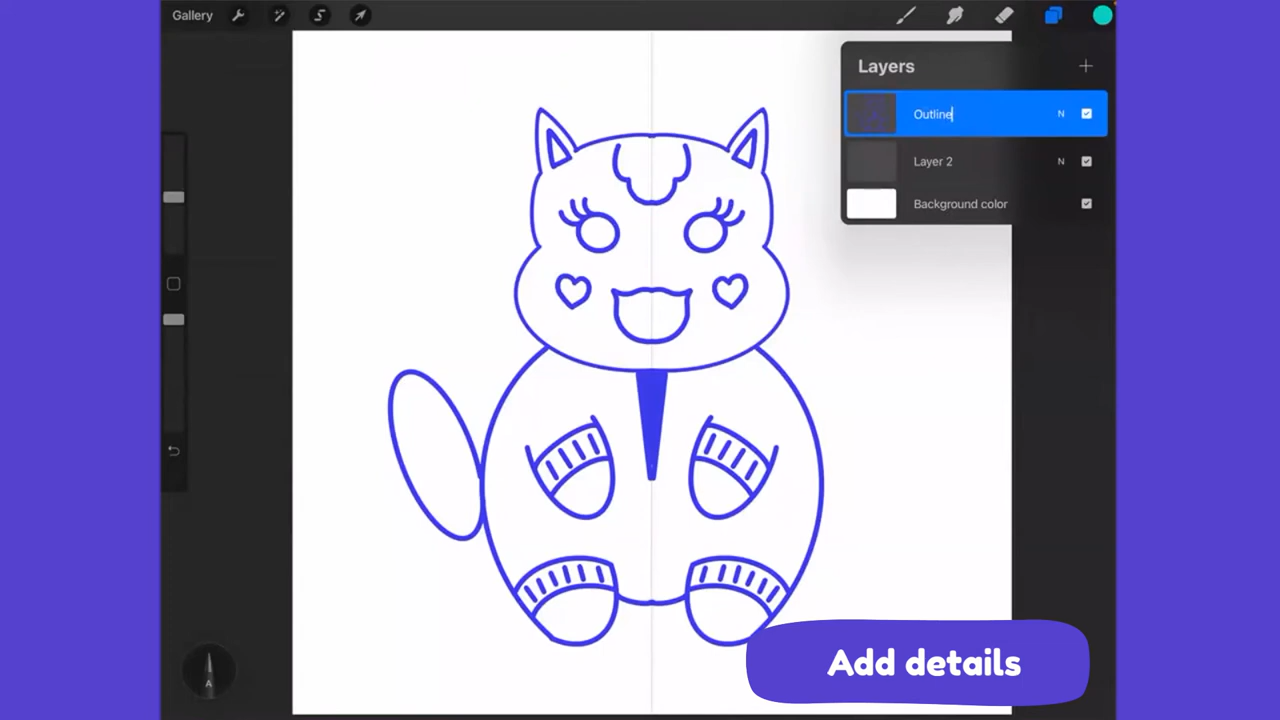 Gallery
Layers
Outline
N
Layer 2
N
Background color
A
Add details